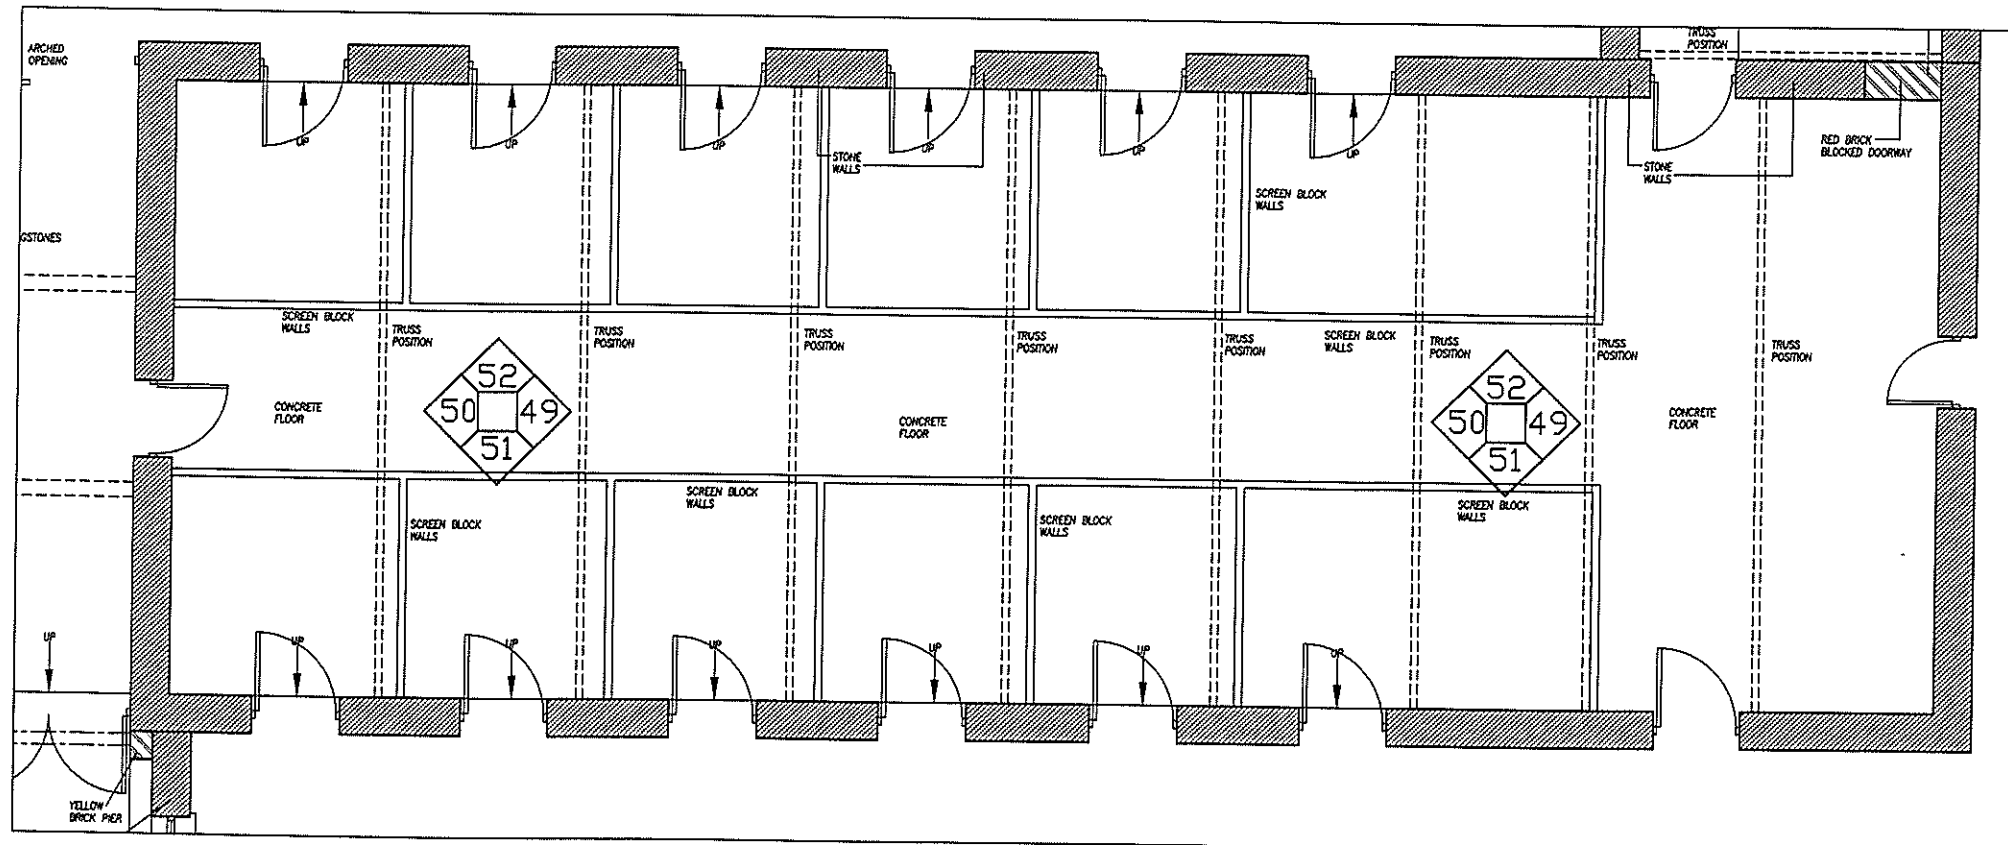 ARCHED
OPENING
TRUSS
POSITION
UP
UP
UP
UP
UP
UP
STONE
WALLS
STONE
WALLS
RED BRICK
BLOCKED DOORWAY
SCREEN BLOCK
WALLS
GSTONES
SCREEN BLOCK
WALLS
TRUSS
POSITION
TRUSS
POSITION
TRUSS
POSITION
TRUSS
POSITION
TRUSS
POSITION
SCREEN BLOCK
WALLS
TRUSS
POSITION
TRUSS
POSITION
TRUSS
POSITION
52
50 49
51
52
50 49
51
CONCRETE
FLOOR
CONCRETE
FLOOR
CONCRETE
FLOOR
SCREEN BLOCK
WALLS
SCREEN BLOCK
WALLS
SCREEN BLOCK
WALLS
SCREEN BLOCK
WALLS
UP
UP
UP
UP
UP
UP
UP
YELLOW
BRICK PIER